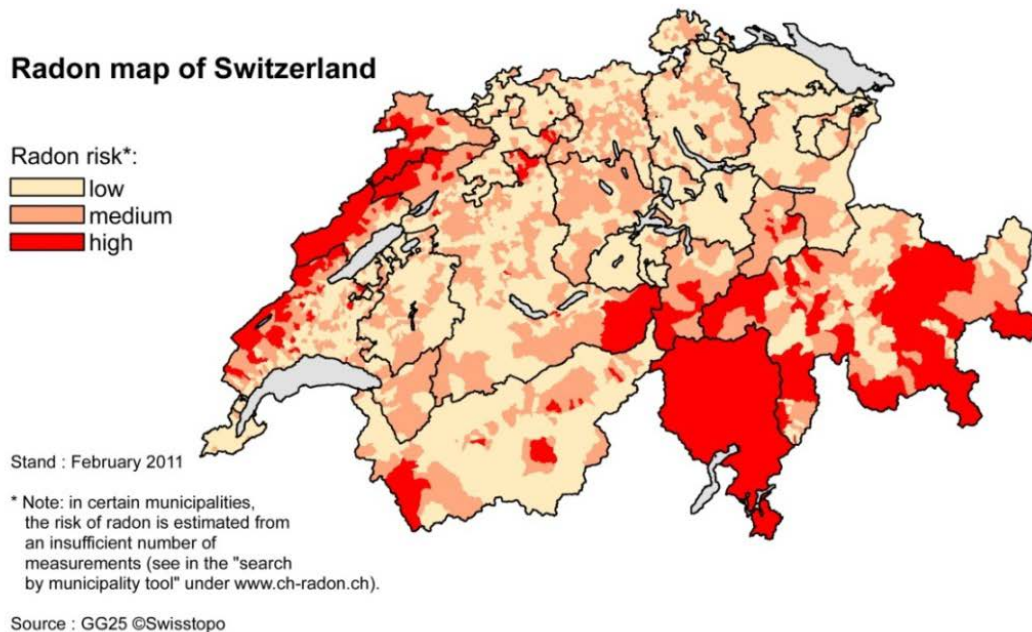 Radon map of Switzerland
Radon risk*:
low
medium
high
Stand : February 2011
* Note: in certain municipalities,
the risk of radon is estimated from
an insufficient number of
measurements (see in the "search
by municipality tool" under www.ch-radon.ch).
Source : GG25 ©Swisstopo